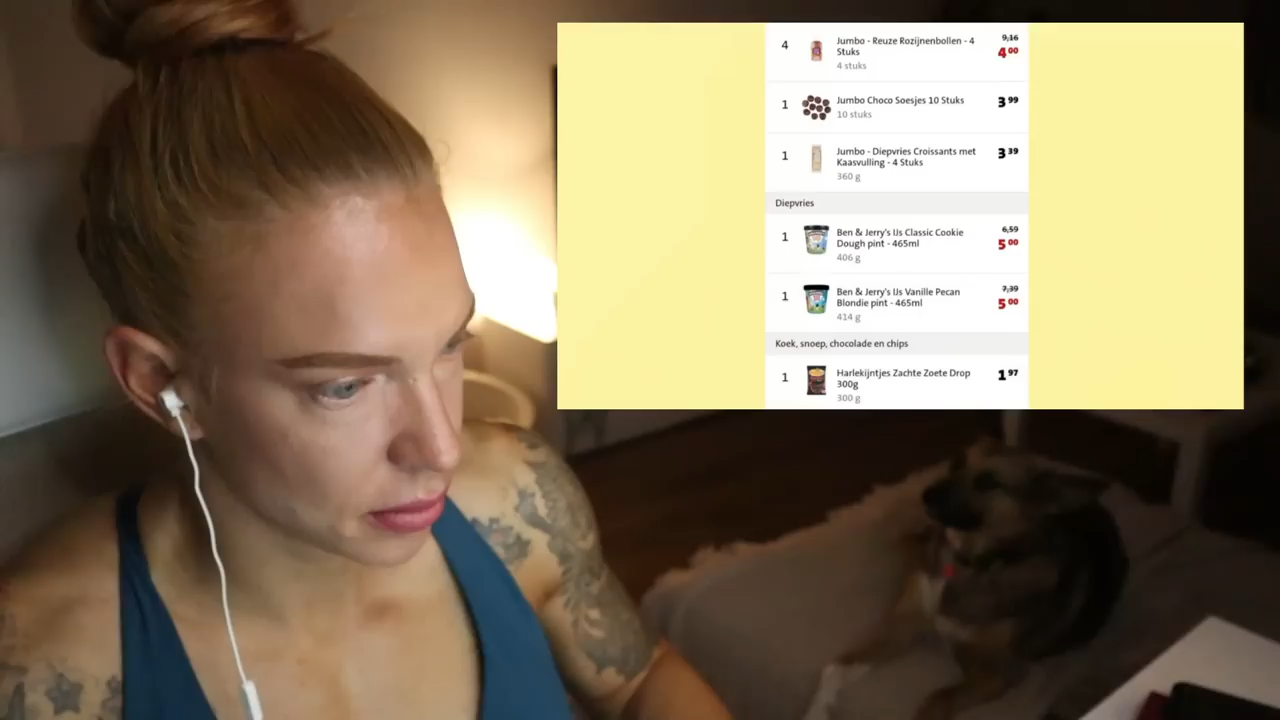 4
Jumbo - Reuze Rozijnenbollen - 4
Stuks
4 stuks
9,16
4 00
1
Jumbo Choco Soesjes 10 Stuks
10 stuks
3 99
1
Jumbo - Diepvries Croissants met
Kaasvulling - 4 Stuks
360 g
3 39
Diepvries
1
Ben & Jerry's IJs Classic Cookie
Dough pint - 465ml
406 g
6,59
5 00
1
Ben & Jerry's IJs Vanille Pecan
Blondie pint - 465ml
414 g
7,39
5 00
Koek, snoep, chocolade en chips
1
Harlekijntjes Zachte Zoete Drop
300g
300 g
1 97